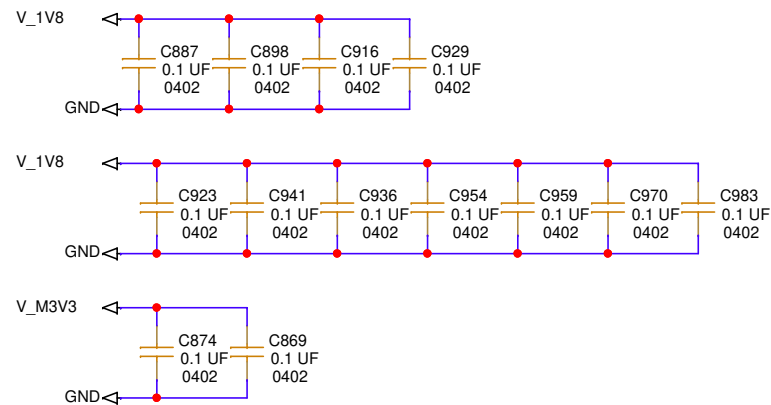 V_1V8
C887 C898 C916 C929
0.1 UF 0.1 UF 0.1 UF 0.1 UF
0402 0402 0402 0402
GND
V_1V8
C923 C941 C936 C954 C959 C970 C983
0.1 UF 0.1 UF 0.1 UF 0.1 UF 0.1 UF 0.1 UF 0.1 UF
0402 0402 0402 0402 0402 0402 0402
GND
V_M3V3
C874 C869
0.1 UF 0.1 UF
0402 0402
GND